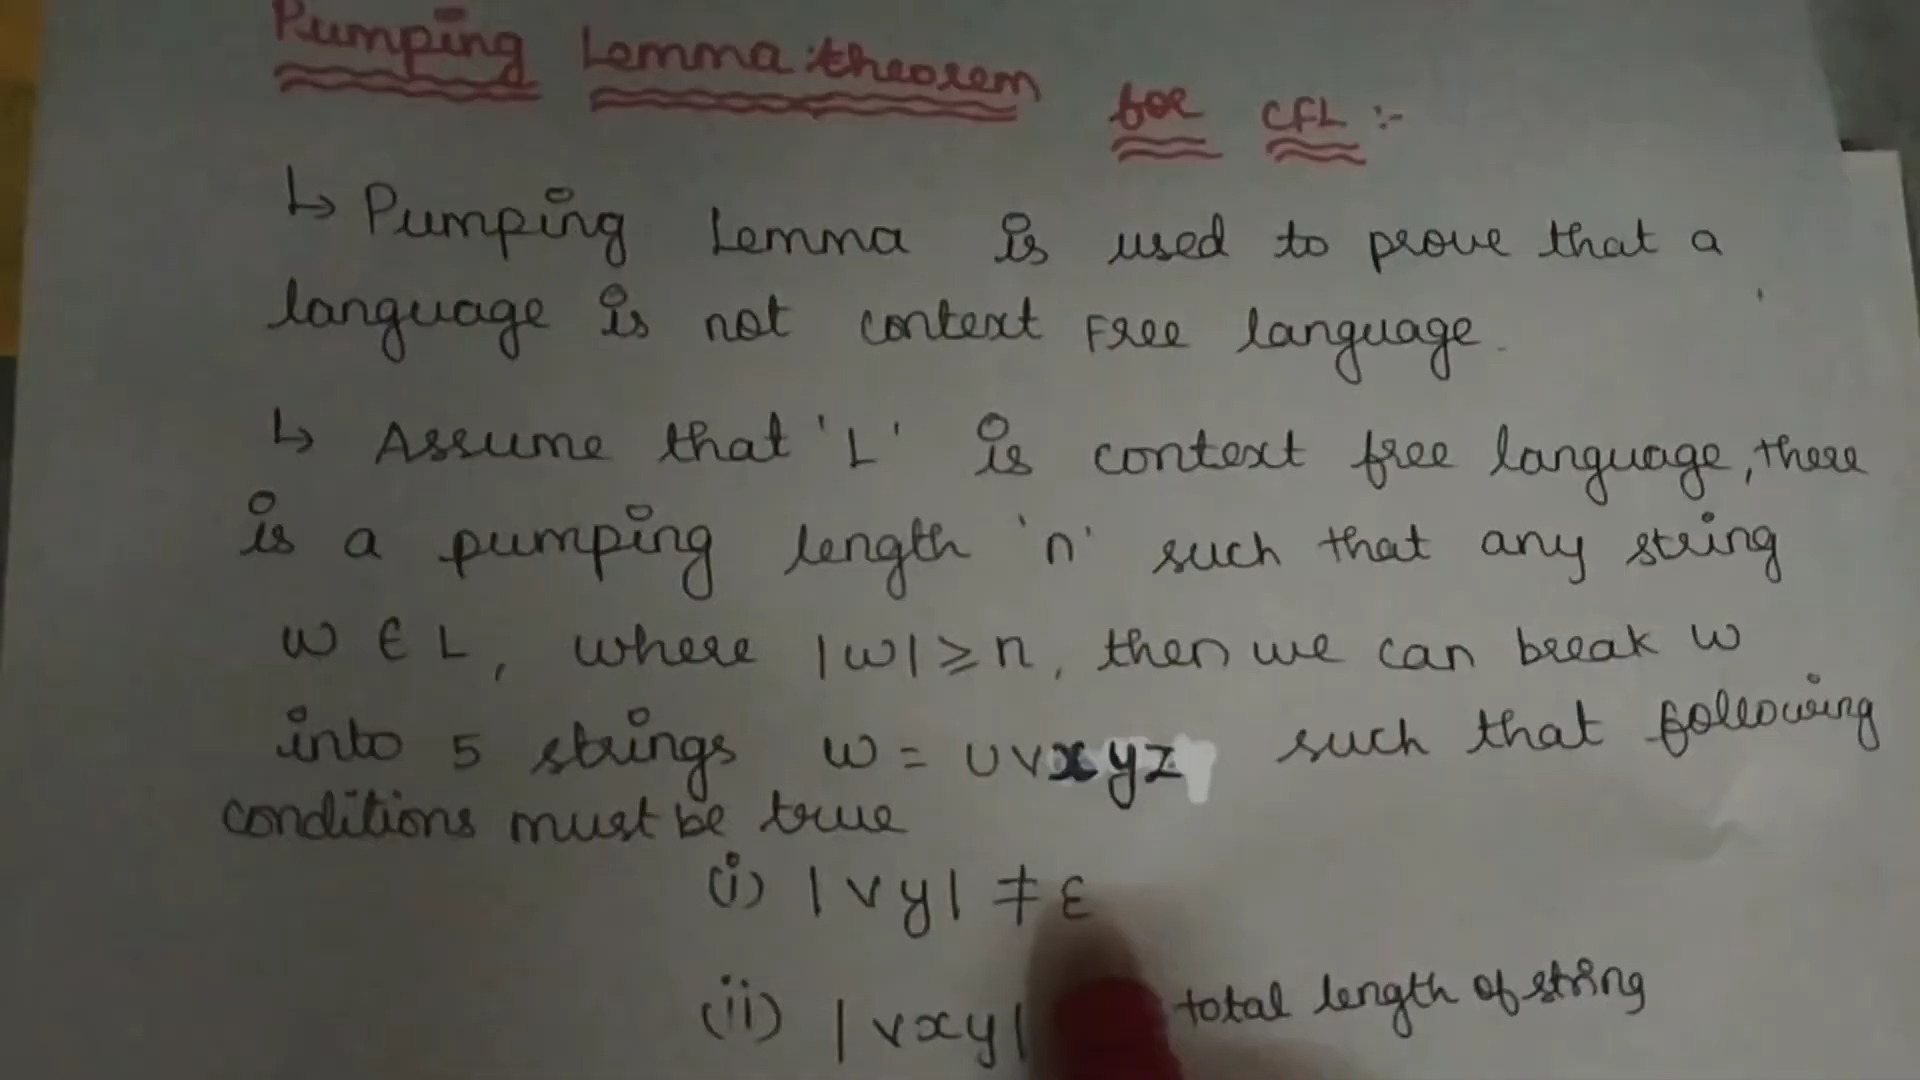 Pumping Lemma theorem for CFL :-
↳ Pumping Lemma is used to prove that a
language is not context Free language.
↳ Assume that 'L' is context free language, there
is a pumping length 'n' such that any string
w ∈ L, where |w| ≥ n, then we can break w
into 5 strings w = uvxyz such that following
conditions must be true
(i) |vy| ≠ ε
(ii) |vxy| total length of string